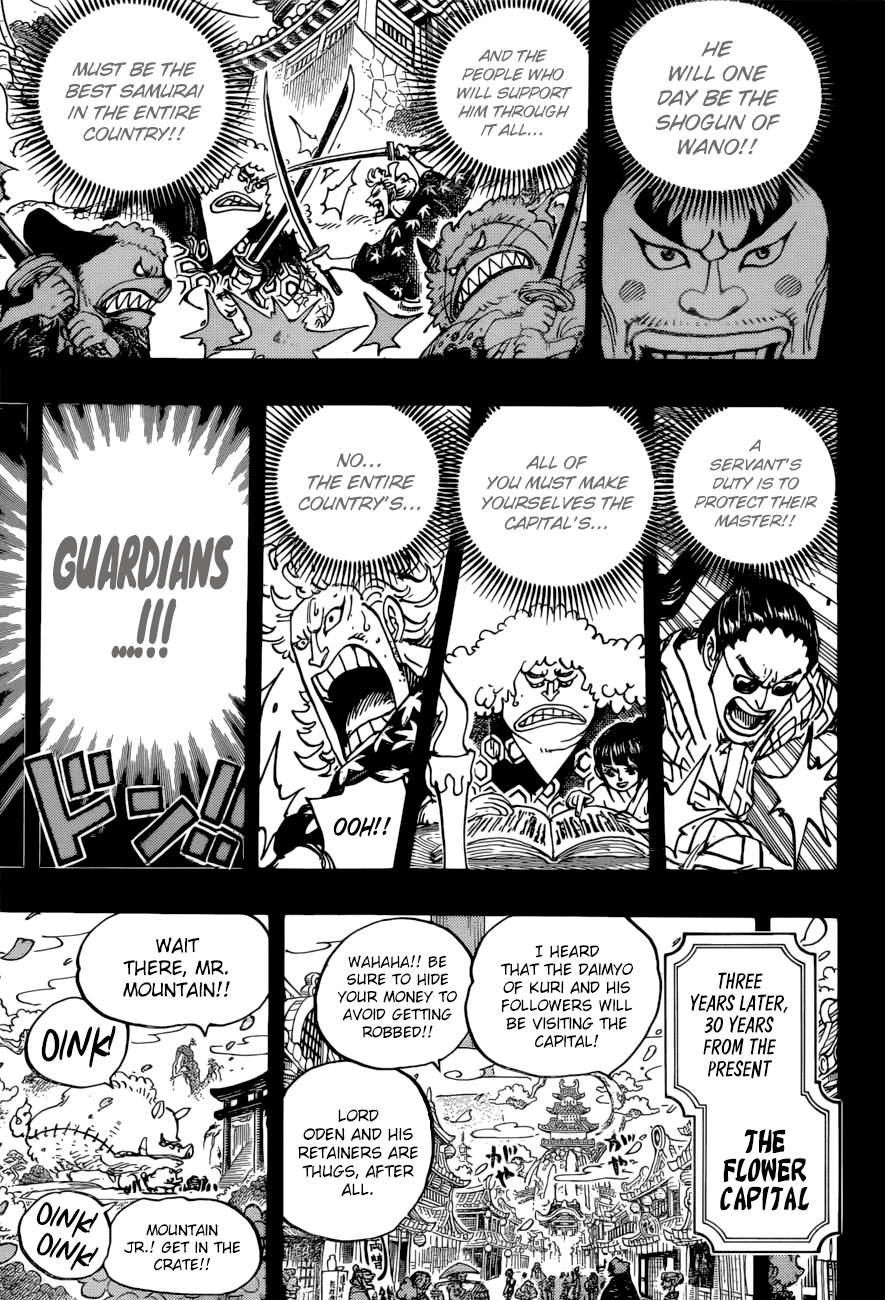 HE
WILL ONE
DAY BE THE
SHOGUN OF
WANO!!
AND THE
PEOPLE WHO
WILL SUPPORT
HIM THROUGH
IT ALL...
MUST BE THE
BEST SAMURAI
IN THE ENTIRE
COUNTRY!!
A
SERVANT'S
DUTY IS TO
PROTECT THEIR
MASTER!!
ALL OF
YOU MUST MAKE
YOURSELVES THE
CAPITAL'S...
NO...
THE ENTIRE
COUNTRY'S...
OOH!!
GUARDIANS
....!!!
ドン!!
THREE
YEARS LATER,
30 YEARS
FROM THE
PRESENT
THE
FLOWER
CAPITAL
I HEARD
THAT THE DAIMYO
OF KURI AND HIS
FOLLOWERS WILL
BE VISITING THE
CAPITAL!
WAHAHA!! BE
SURE TO HIDE
YOUR MONEY TO
AVOID GETTING
ROBBED!!
LORD
ODEN AND HIS
RETAINERS ARE
THUGS, AFTER
ALL.
ガヤ
ガヤ
WAIT
THERE, MR.
MOUNTAIN!!
OINK!
OINK!
OINK!
MOUNTAIN
JR.! GET IN THE
CRATE!!